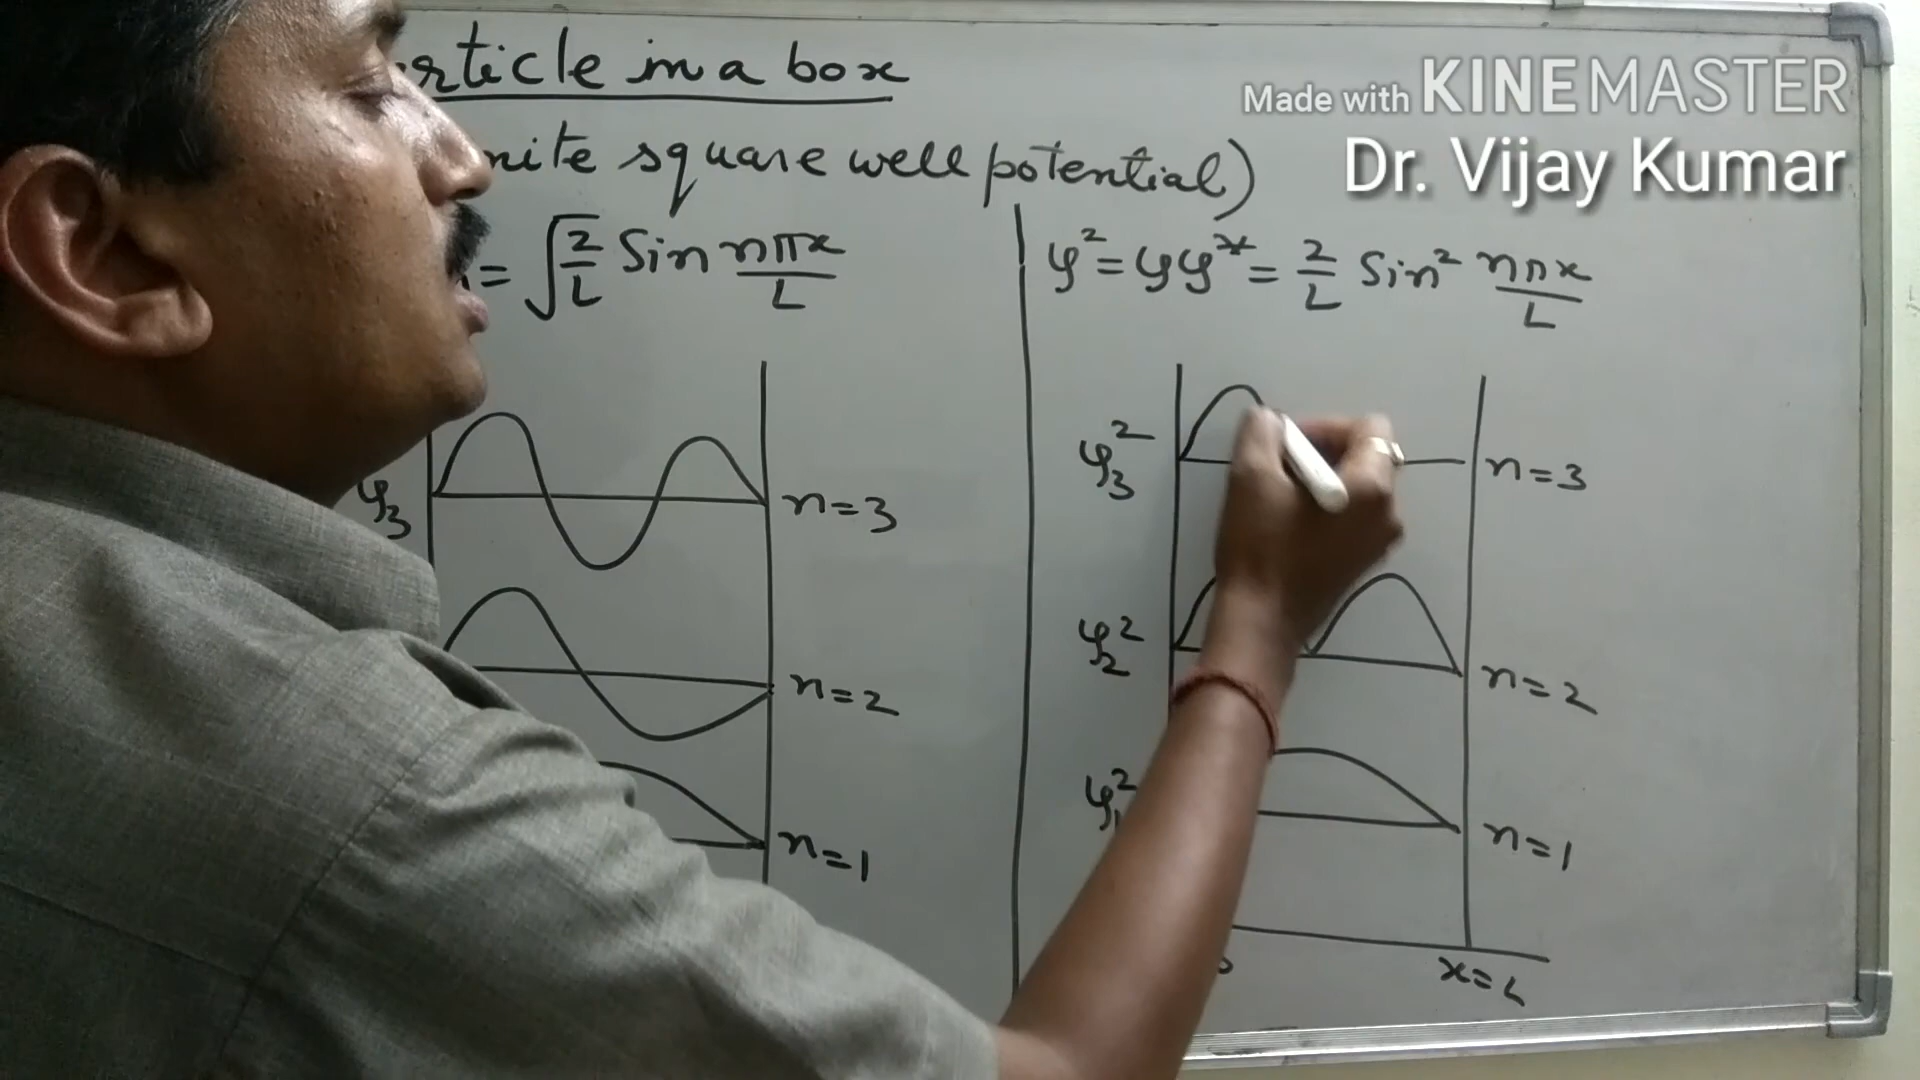 rticle in a box
nite square well potential)
= √2/L Sin nπx/L
ψ² = ψψ* = 2/L Sin² nπx/L
ψ₃
n=3
n=2
n=1
ψ₃²
n=3
ψ₂²
n=2
ψ₁²
n=1
x=L
Made with KINEMASTER
Dr. Vijay Kumar